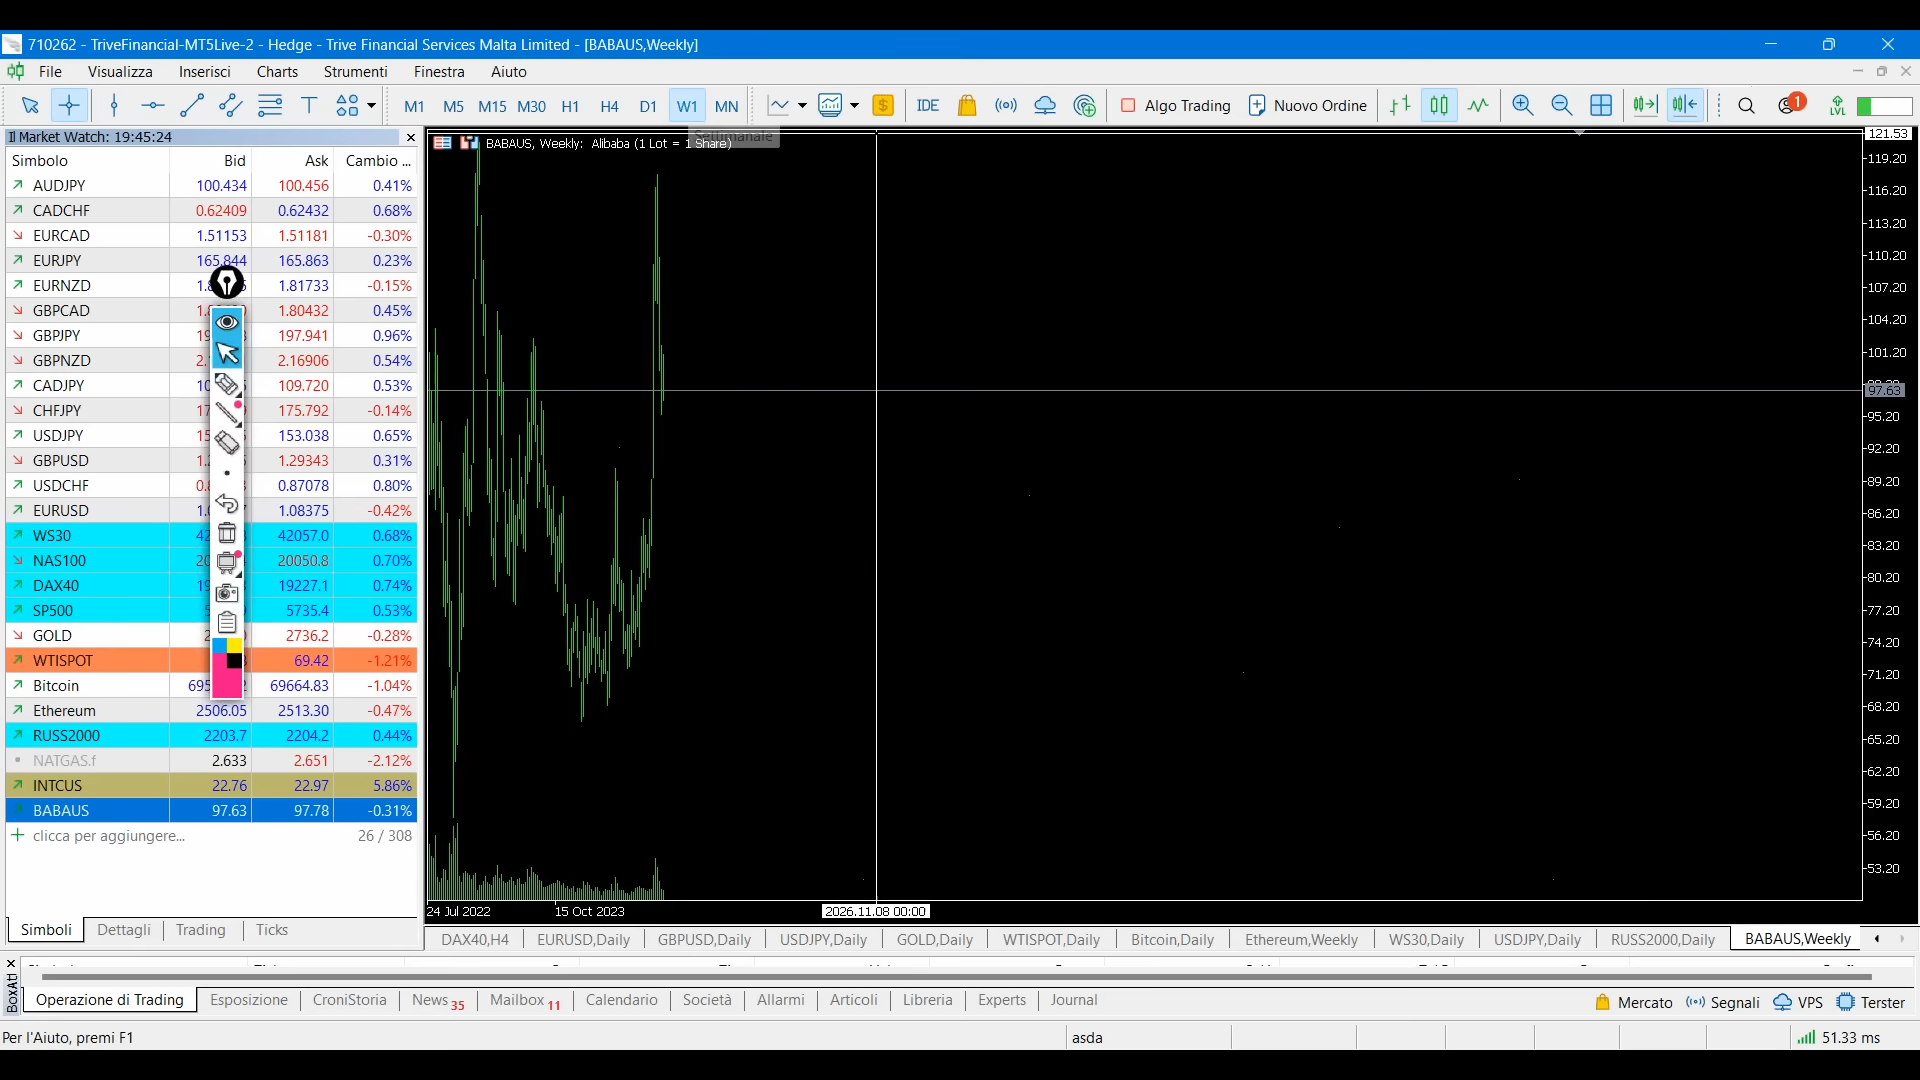 710262 - TriveFinancial-MT5Live-2 - Hedge - Trive Financial Services Malta Limited - [BABAUS,Weekly]
File Visualizza Inserisci Charts Strumenti Finestra Aiuto
M1 M5 M15 M30 H1 H4 D1 W1 MN IDE Algo Trading Nuovo Ordine 1 LVL
Il Market Watch: 19:45:24
Simbolo Bid Ask Cambio ...
AUDJPY 100.434 100.456 0.41%
CADCHF 0.62409 0.62432 0.68%
EURCAD 1.51153 1.51181 -0.30%
EURJPY 165.844 165.863 0.23%
EURNZD 1.81733 -0.15%
GBPCAD 1.80432 0.45%
GBPJPY 197.941 0.96%
GBPNZD 2.16906 0.54%
CADJPY 109.720 0.53%
CHFJPY 175.792 -0.14%
USDJPY 153.038 0.65%
GBPUSD 1.29343 0.31%
USDCHF 0.87078 0.80%
EURUSD 1.08375 -0.42%
WS30 42057.0 0.68%
NAS100 20050.8 0.70%
DAX40 19227.1 0.74%
SP500 5735.4 0.53%
GOLD 2736.2 -0.28%
WTISPOT 69.42 -1.21%
Bitcoin 69664.83 -1.04%
Ethereum 2506.05 2513.30 -0.47%
RUSS2000 2203.7 2204.2 0.44%
NATGAS.f 2.633 2.651 -2.12%
INTCUS 22.76 22.97 5.86%
BABAUS 97.63 97.78 -0.31%
clicca per aggiungere... 26 / 308
Simboli Dettagli Trading Ticks
BABAUS, Weekly: Alibaba (1 Lot = 1 Share)
Settimanale
121.53
119.20
116.20
113.20
110.20
107.20
104.20
101.20
97.63
95.20
92.20
89.20
86.20
83.20
80.20
77.20
74.20
71.20
68.20
65.20
62.20
59.20
56.20
53.20
24 Jul 2022 15 Oct 2023 2026.11.08 00:00
DAX40,H4 EURUSD,Daily GBPUSD,Daily USDJPY,Daily GOLD,Daily WTISPOT,Daily Bitcoin,Daily Ethereum,Weekly WS30,Daily USDJPY,Daily RUSS2000,Daily BABAUS,Weekly
BoxAtt
Operazione di Trading Esposizione CroniStoria News 35 Mailbox 11 Calendario Società Allarmi Articoli Libreria Experts Journal Mercato Segnali VPS Terster
Per l'Aiuto, premi F1 asda 51.33 ms